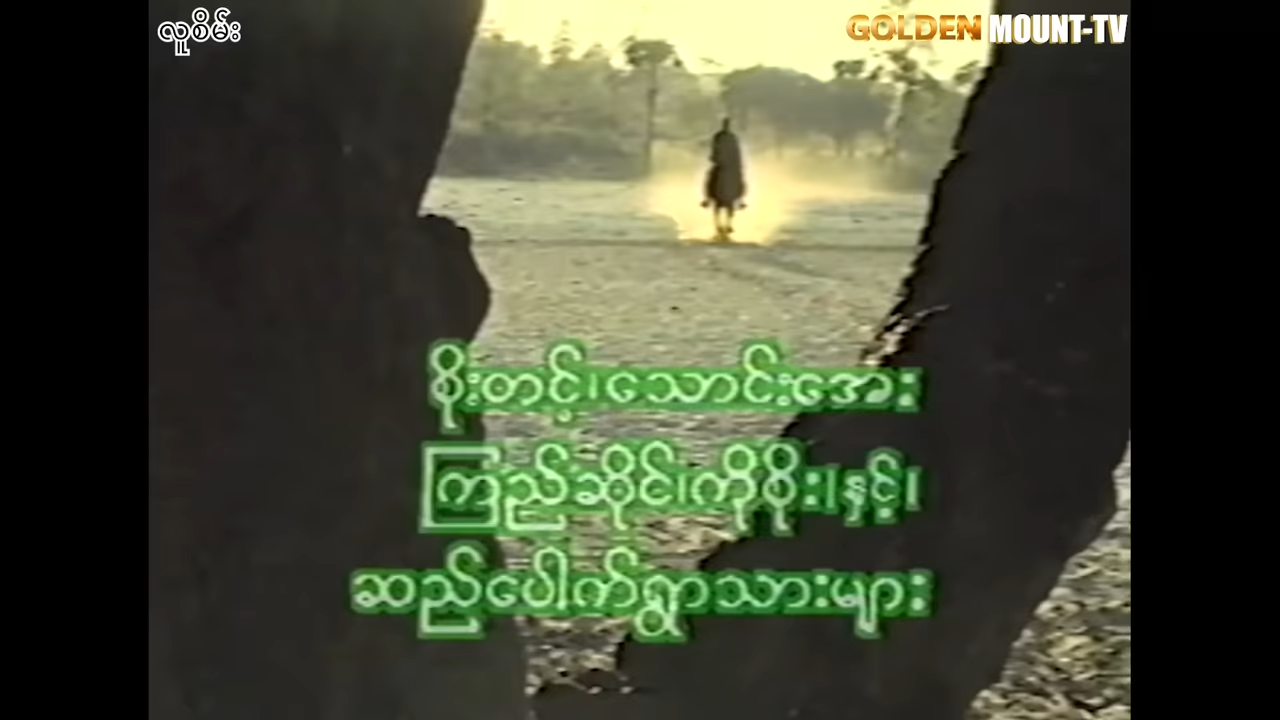 လူစိမ်း
GOLDEN MOUNT-TV
စိုးတင့်၊သောင်းအေး
ကြည်ဆိုင်၊ကိုစိုး၊နှင့်၊
ဆည်ပေါက်ရွာသားများ